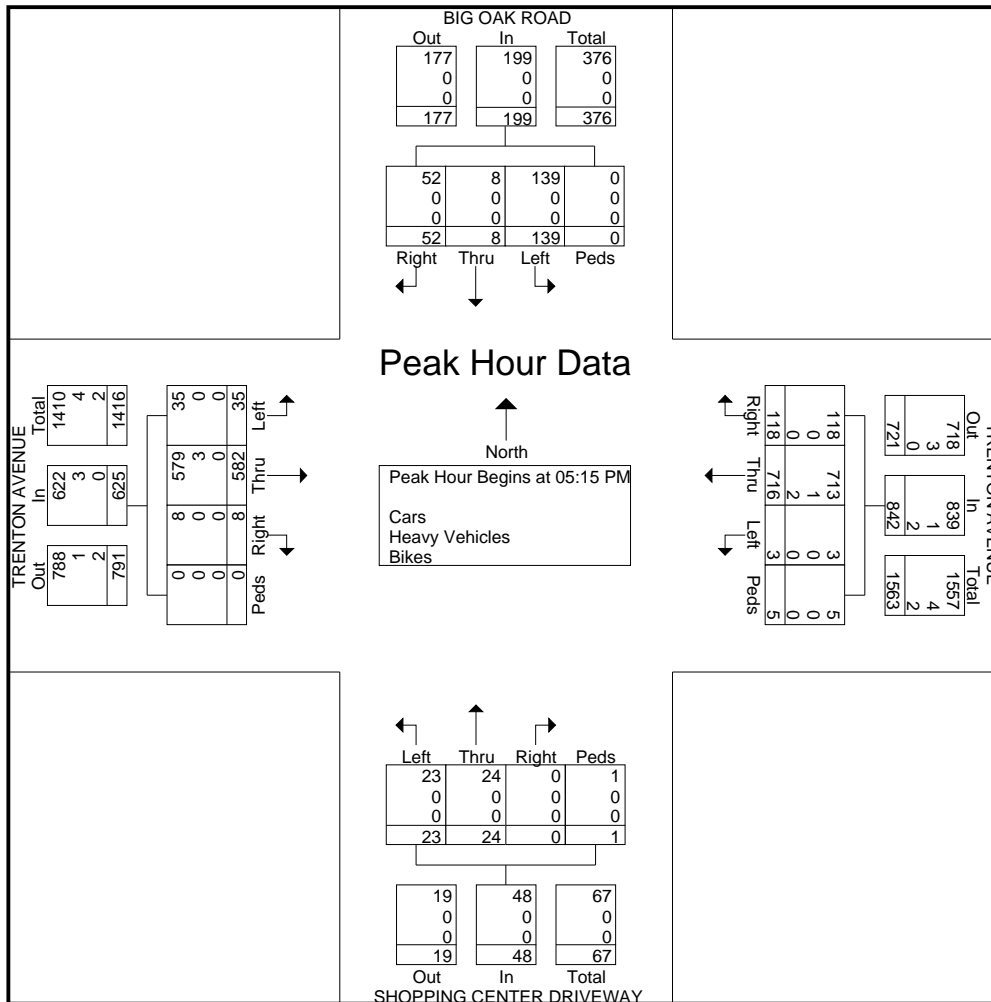 BIG OAK ROAD
Out In Total
177 199 376
0 0 0
0 0 0
177 199 376
52 8 139 0
0 0 0 0
0 0 0 0
52 8 139 0
Right Thru Left Peds
Peak Hour Data
North
Peak Hour Begins at 05:15 PM
Cars
Heavy Vehicles
Bikes
TRENTON AVENUE
Out In Total
788 622 1410
1 3 4
2 0 2
791 625 1416
Left Thru Right Peds
35 579 8 0
0 3 0 0
0 0 0 0
35 582 8 0
TRENTON AVENUE
Out In Total
718 839 1557
3 1 4
0 2 2
721 842 1563
118 713 3 5
0 1 0 0
0 2 0 0
118 716 3 5
Right Thru Left Peds
Left Thru Right Peds
23 24 0 1
0 0 0 0
0 0 0 0
23 24 0 1
19 48 67
0 0 0
0 0 0
19 48 67
Out In Total
SHOPPING CENTER DRIVEWAY